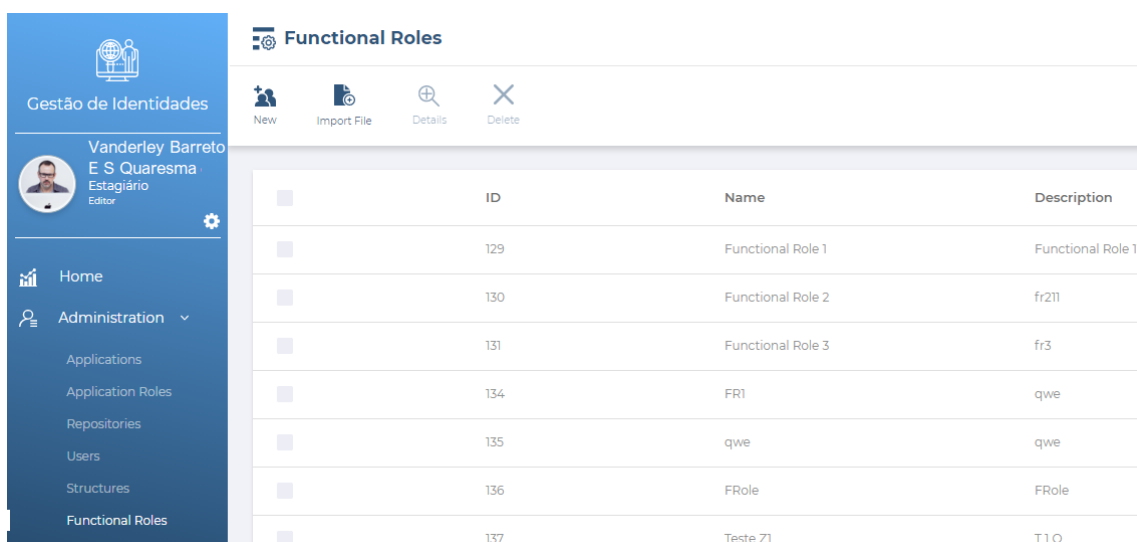 Gestão de Identidades
Vanderley Barreto
E S Quaresma
Estagiário
Editor
Home
Administration
Applications
Application Roles
Repositories
Users
Structures
Functional Roles
Functional Roles
New Import File Details Delete
ID Name Description
129 Functional Role 1 Functional Role 1
130 Functional Role 2 fr211
131 Functional Role 3 fr3
134 FR1 qwe
135 qwe qwe
136 FRole FRole
137 Teste Z1